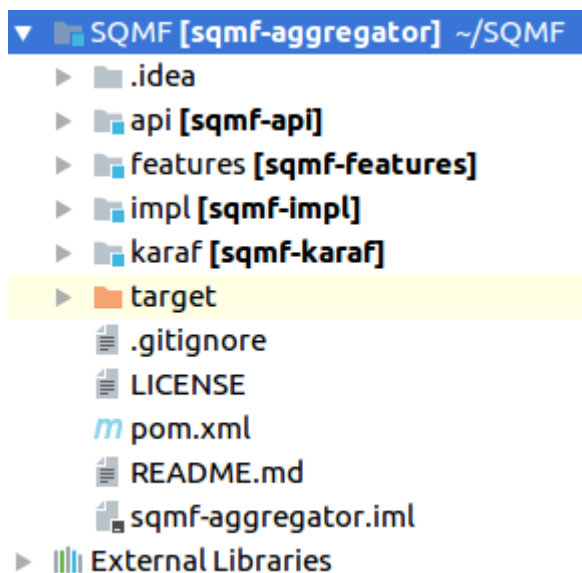 SQMF [sqmf-aggregator] ~/SQMF
.idea
api [sqmf-api]
features [sqmf-features]
impl [sqmf-impl]
karaf [sqmf-karaf]
target
.gitignore
LICENSE
m pom.xml
README.md
sqmf-aggregator.iml
External Libraries